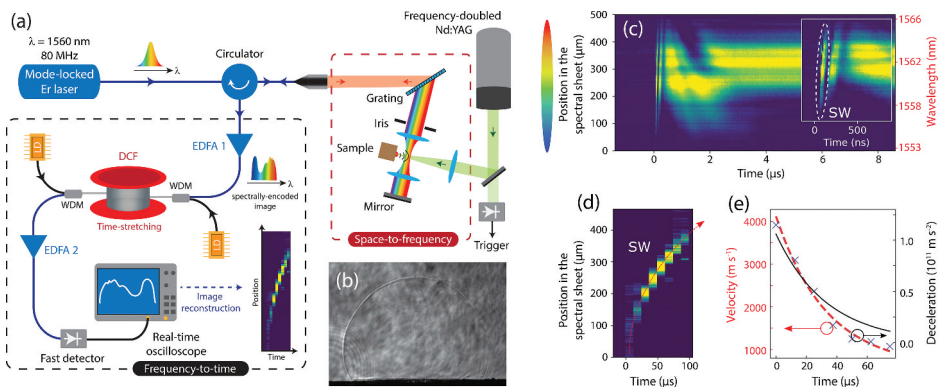 (a)
λ = 1560 nm
80 MHz
Mode-locked
Er laser
λ
Circulator
Frequency-doubled
Nd:YAG
Grating
Iris
Sample
Mirror
Space-to-frequency
Trigger
EDFA 1
LD
DCF
WDM
WDM
Time-stretching
LD
λ
spectrally-encoded
image
EDFA 2
Image
reconstruction
Position
Time
Real-time
oscilloscope
Fast detector
Frequency-to-time
(b)
(c)
Position in the
spectral sheet (µm)
500
400
300
200
100
0
0 2 4 6 8
Time (µs)
SW
0 500
Time (ns)
1566
1562
1558
1553
Wavelength (nm)
(d)
SW
Position in the
spectral sheet (µm)
400
300
200
100
0
0 50 100
Time (µs)
(e)
Velocity (m s⁻¹)
4000
3000
2000
1000
0 20 40 60
Time (µs)
1.0
0.5
0.0
Deceleration (m s⁻²)